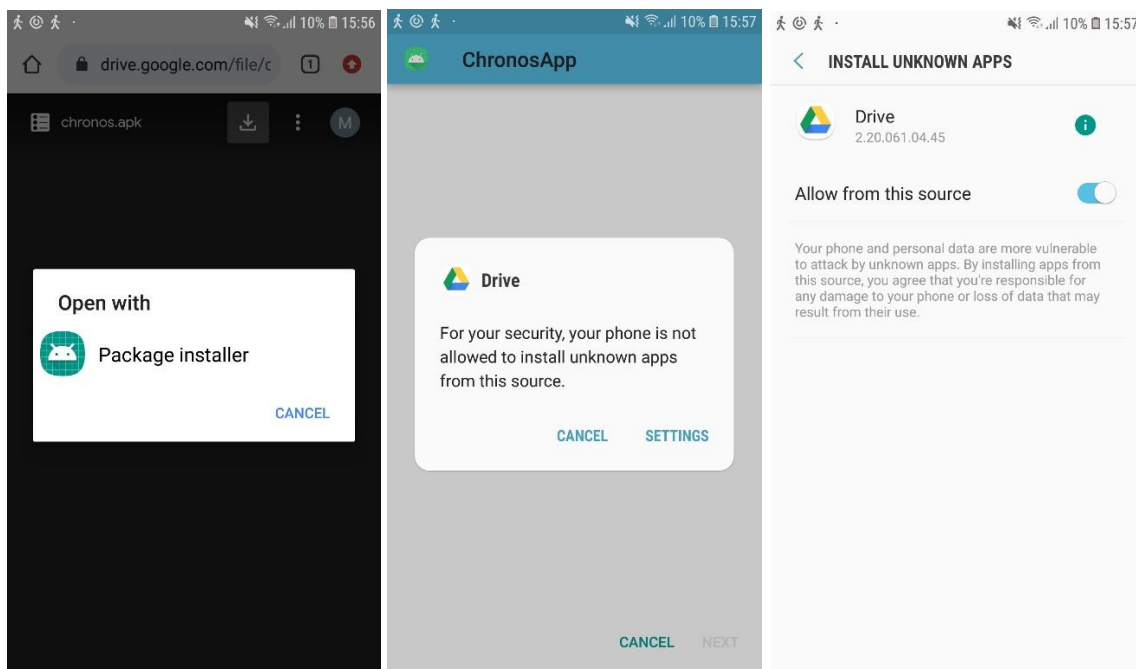 10% 15:56
drive.google.com/file/c
1
chronos.apk
M
Open with
Package installer
CANCEL
10% 15:57
ChronosApp
Drive
For your security, your phone is not
allowed to install unknown apps
from this source.
CANCEL SETTINGS
CANCEL NEXT
10% 15:57
INSTALL UNKNOWN APPS
Drive
2.20.061.04.45
Allow from this source
Your phone and personal data are more vulnerable
to attack by unknown apps. By installing apps from
this source, you agree that you're responsible for
any damage to your phone or loss of data that may
result from their use.